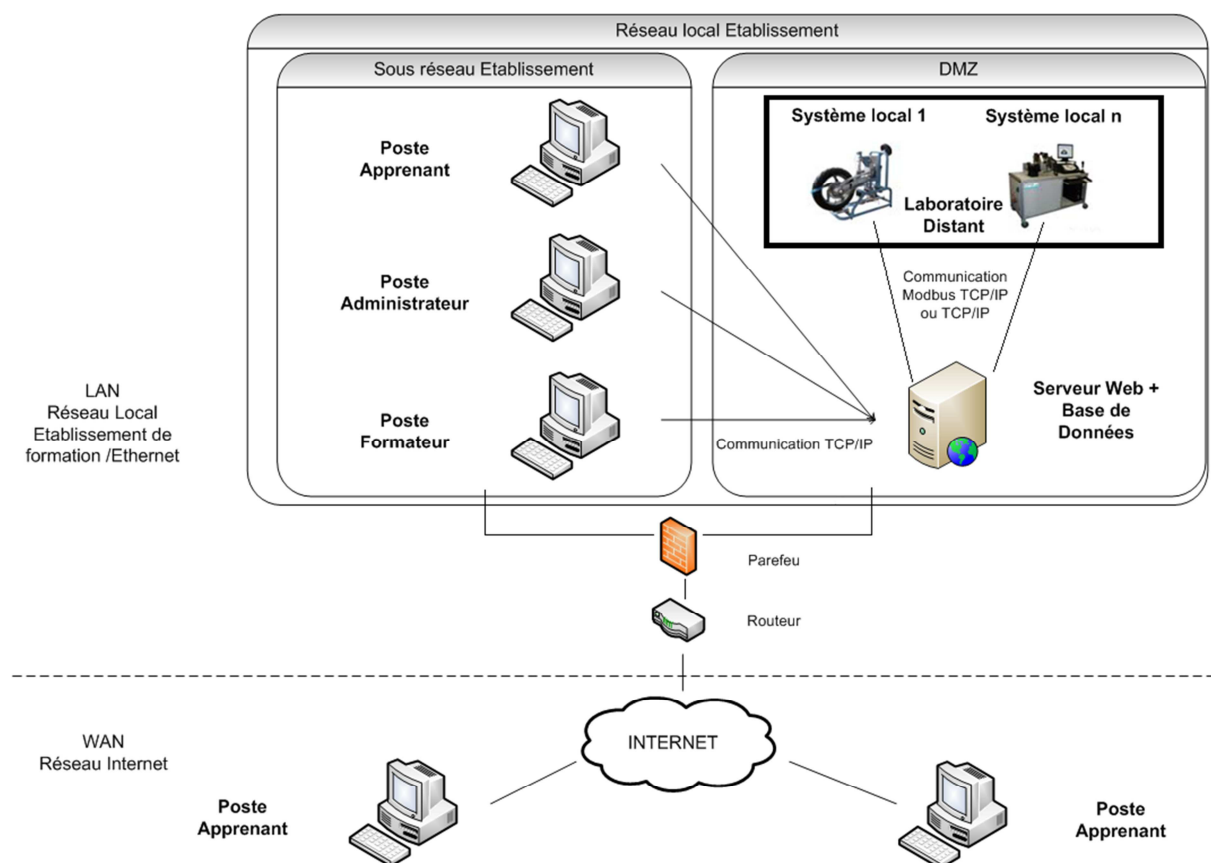 Réseau local Etablissement
Sous réseau Etablissement
DMZ
Poste
Apprenant
Poste
Administrateur
Poste
Formateur
Système local 1
Système local n
Laboratoire
Distant
Communication
Modbus TCP/IP
ou TCP/IP
Serveur Web +
Base de
Données
Communication TCP/IP
LAN
Réseau Local
Etablissement de
formation /Ethernet
Parefeu
Routeur
WAN
Réseau Internet
INTERNET
Poste
Apprenant
Poste
Apprenant